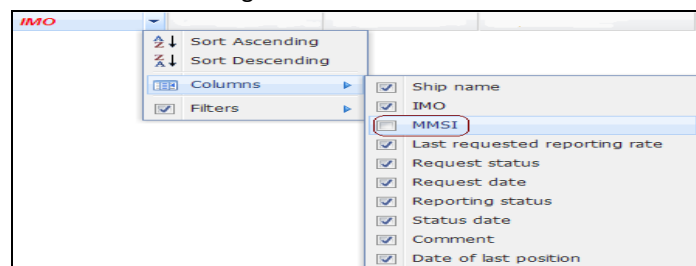 IMO
Sort Ascending
Sort Descending
Columns
Filters
Ship name
IMO
MMSI
Last requested reporting rate
Request status
Request date
Reporting status
Status date
Comment
Date of last position